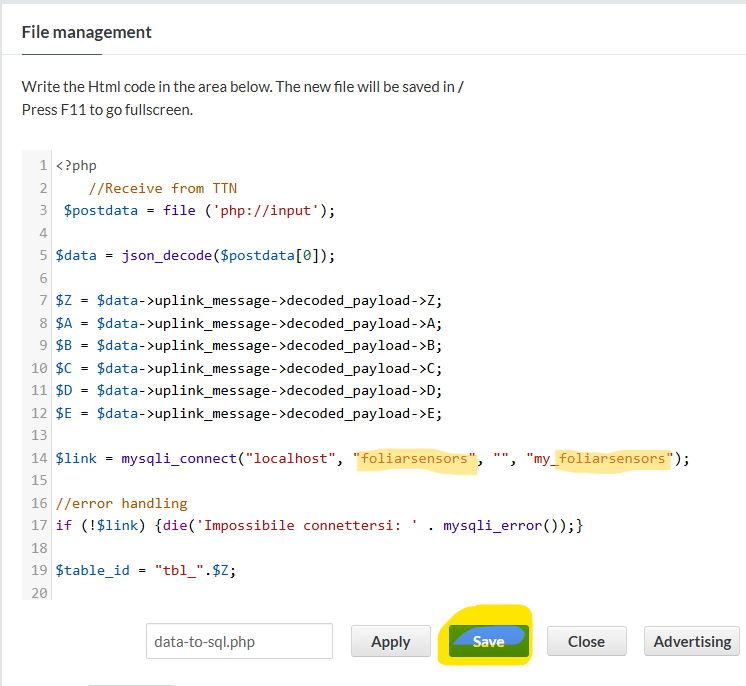 File management
Write the Html code in the area below. The new file will be saved in /
Press F11 to go fullscreen.
1 <?php
2     //Receive from TTN
3  $postdata = file ('php://input');
4
5 $data = json_decode($postdata[0]);
6
7 $Z = $data->uplink_message->decoded_payload->Z;
8 $A = $data->uplink_message->decoded_payload->A;
9 $B = $data->uplink_message->decoded_payload->B;
10 $C = $data->uplink_message->decoded_payload->C;
11 $D = $data->uplink_message->decoded_payload->D;
12 $E = $data->uplink_message->decoded_payload->E;
13
14 $link = mysqli_connect("localhost", "foliarsensors", "", "my_foliarsensors");
15
16 //error handling
17 if (!$link) {die('Impossibile connettersi: ' . mysqli_error());}
18
19 $table_id = "tbl_".$Z;
20
data-to-sql.php Apply Save Close Advertising